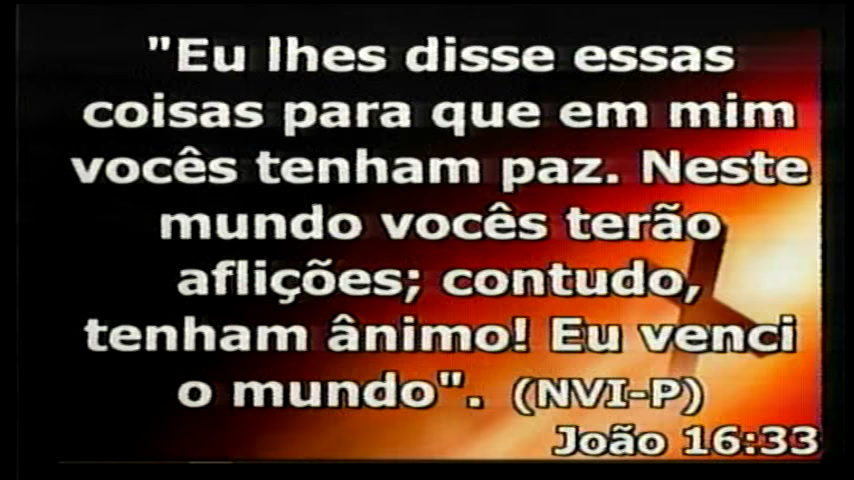 "Eu lhes disse essas
coisas para que em mim
vocês tenham paz. Neste
mundo vocês terão
aflições; contudo,
tenham ânimo! Eu venci
o mundo". (NVI-P)
João 16:33